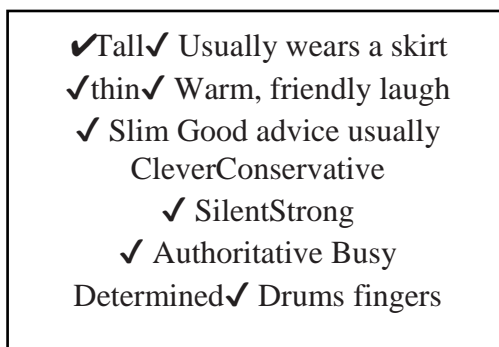 ✔Tall✓ Usually wears a skirt
✓thin✓ Warm, friendly laugh
✓ Slim Good advice usually
CleverConservative
✓ SilentStrong
✓ Authoritative Busy
Determined✓ Drums fingers